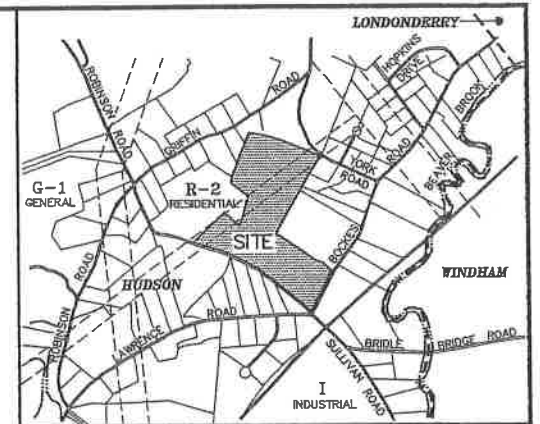 LONDONDERRY
ROBINSON ROAD
HOPKINS DRIVE
GRIFFIN ROAD
BROOK
BEAVER
G-1
GENERAL
R-2
RESIDENTIAL
YORK ROAD
SITE
BOCKES ROAD
WINDHAM
HUDSON
ROBINSON ROAD
LAWRENCE ROAD
BRIDLE BRIDGE ROAD
SULLIVAN ROAD
I
INDUSTRIAL